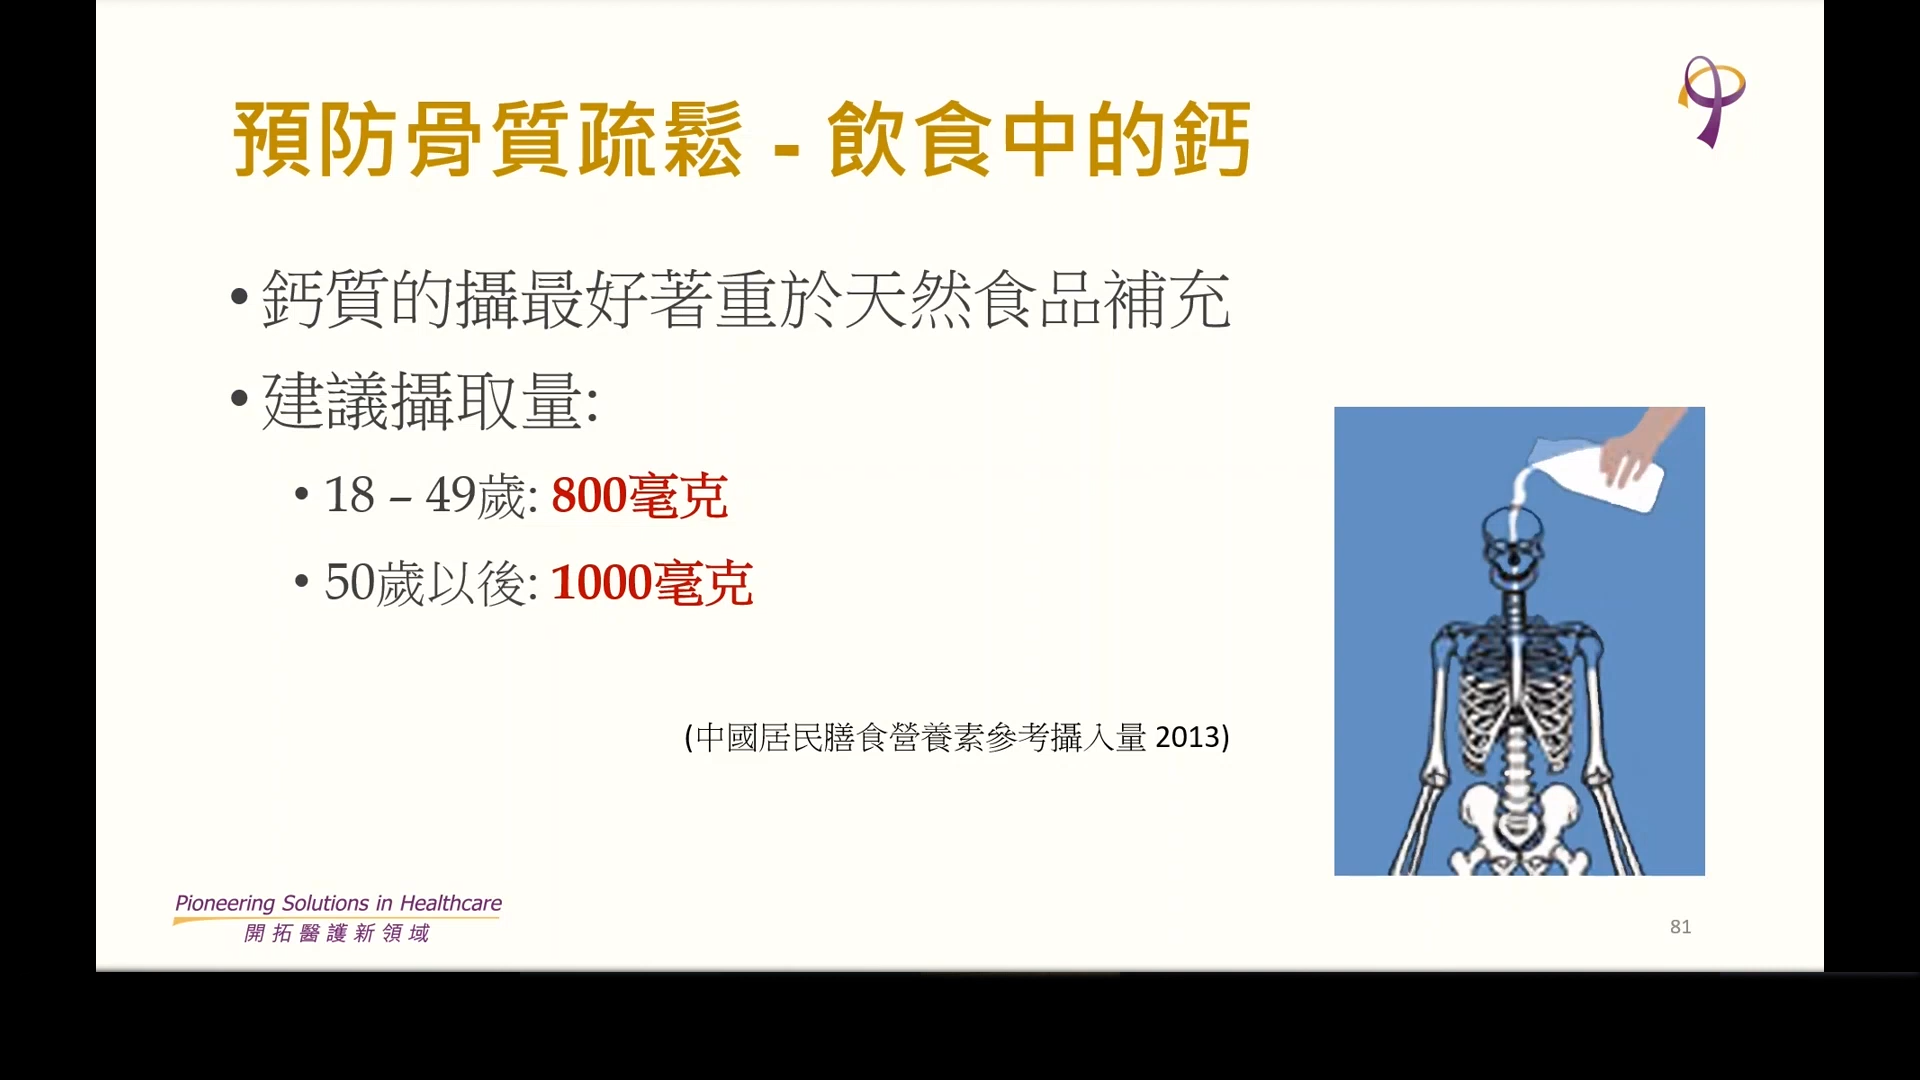 預防骨質疏鬆 - 飲食中的鈣
•鈣質的攝最好著重於天然食品補充
•建議攝取量:
• 18 – 49歲: 800毫克
• 50歲以後: 1000毫克
(中國居民膳食營養素參考攝入量 2013)
Pioneering Solutions in Healthcare
開拓醫護新領域
81